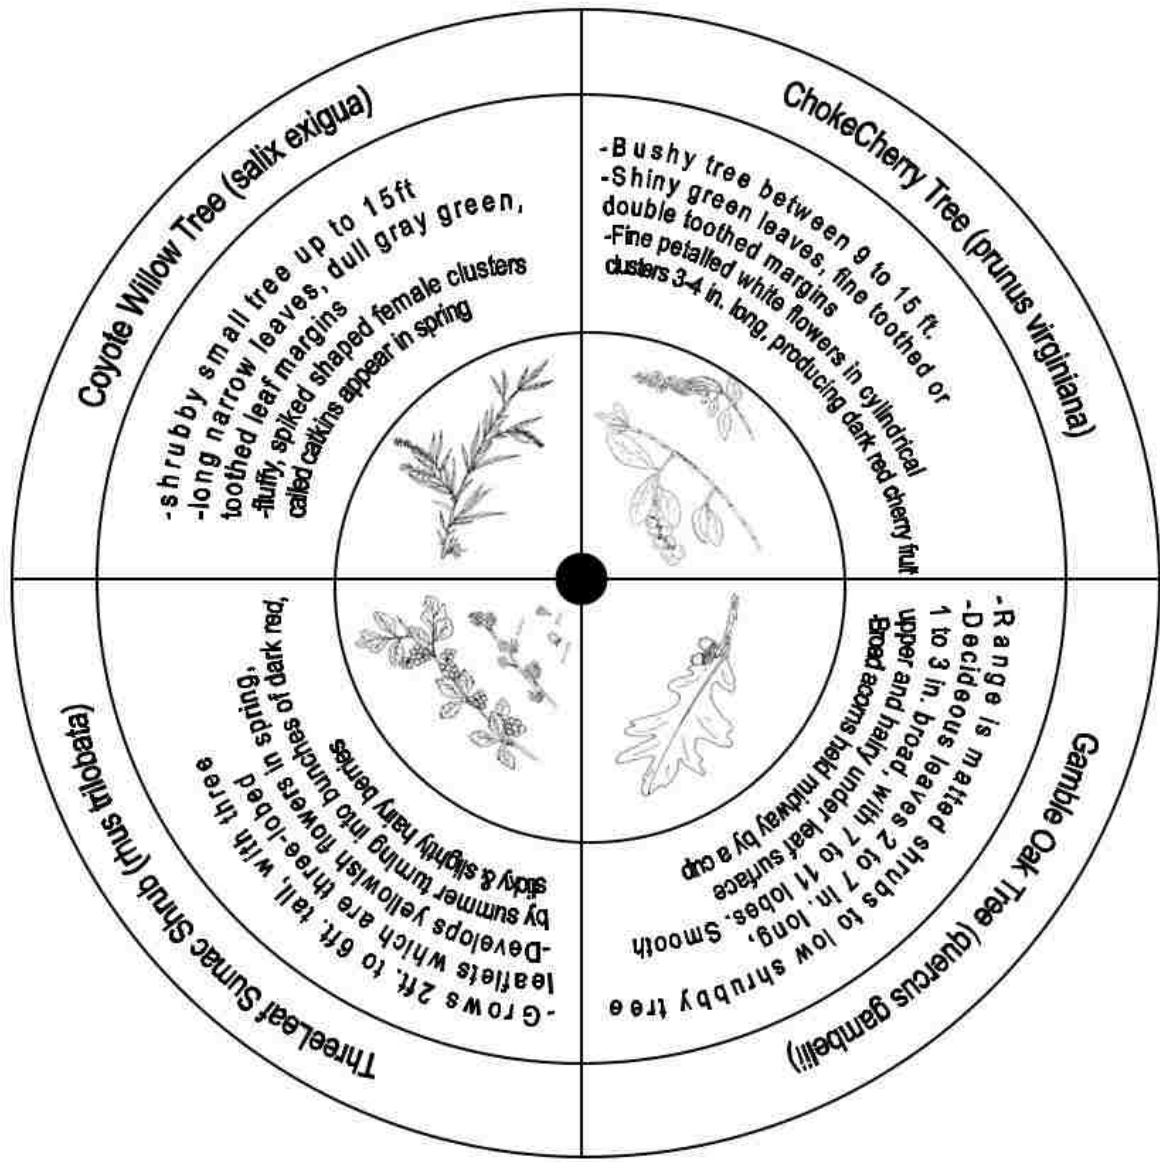 Coyote Willow Tree (salix exigua)
-shrubby small tree up to 15ft
-long narrow leaves, dull gray green,
toothed leaf margins
-fluffy, spiked shaped female clusters
called catkins appear in spring
ChokeCherry Tree (prunus virginiana)
-Bushy tree between 9 to 15 ft.
-Shiny green leaves, fine toothed or
double toothed margins
-Fine petalled white flowers in cylindrical
clusters 3-4 in. long, producing dark red cherry fruit
Gamble Oak Tree (quercus gambelii)
-Range is matted shrubs to low shrubby tree
-Decideous leaves 2 to 7 in. long,
1 to 3 in. broad, with 7 to 11 lobes. Smooth
upper and hairy under leaf surface
-Broad acorns held midway by a cup
ThreeLeaf Sumac Shrub (rhus trilobata)
-Grows 2ft. to 6ft. tall, with three
leaflets which are three-lobed
-Develops yellowish flowers in spring,
by summer turning into bunches of dark red,
sticky & slightly hairy berries